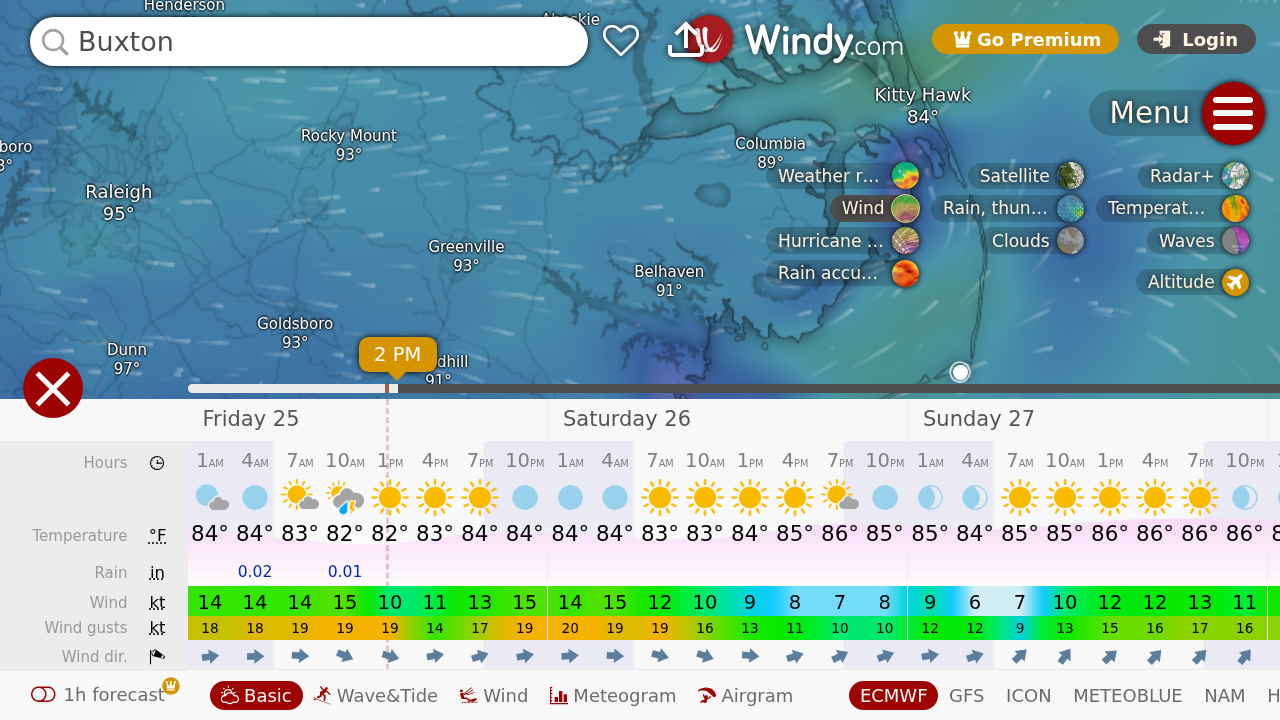 Henderson
Buxton
Windy.com
Go Premium
Login
Kitty Hawk
84°
Menu
Rocky Mount
93°
Columbia
89°
Raleigh
95°
Weather r...
Satellite
Radar+
Wind
Rain, thun...
Temperat...
Greenville
93°
Hurricane ...
Clouds
Waves
Belhaven
91°
Rain accu...
Altitude
Goldsboro
93°
Dunn
97°
2 PM
91°
Friday 25 Saturday 26 Sunday 27
Hours 1AM 4AM 7AM 10AM 1PM 4PM 7PM 10PM 1AM 4AM 7AM 10AM 1PM 4PM 7PM 10PM 1AM 4AM 7AM 10AM 1PM 4PM 7PM 10PM
Temperature °F 84° 84° 83° 82° 82° 83° 84° 84° 84° 84° 83° 83° 84° 85° 86° 85° 85° 84° 85° 85° 86° 86° 86° 86°
Rain in 0.02 0.01
Wind kt 14 14 14 15 10 11 13 15 14 15 12 10 9 8 7 8 9 6 7 10 12 12 13 11
Wind gusts kt 18 18 19 19 19 14 17 19 20 19 19 16 13 11 10 10 12 12 9 13 15 16 17 16
Wind dir.
1h forecast Basic Wave&Tide Wind Meteogram Airgram ECMWF GFS ICON METEOBLUE NAM